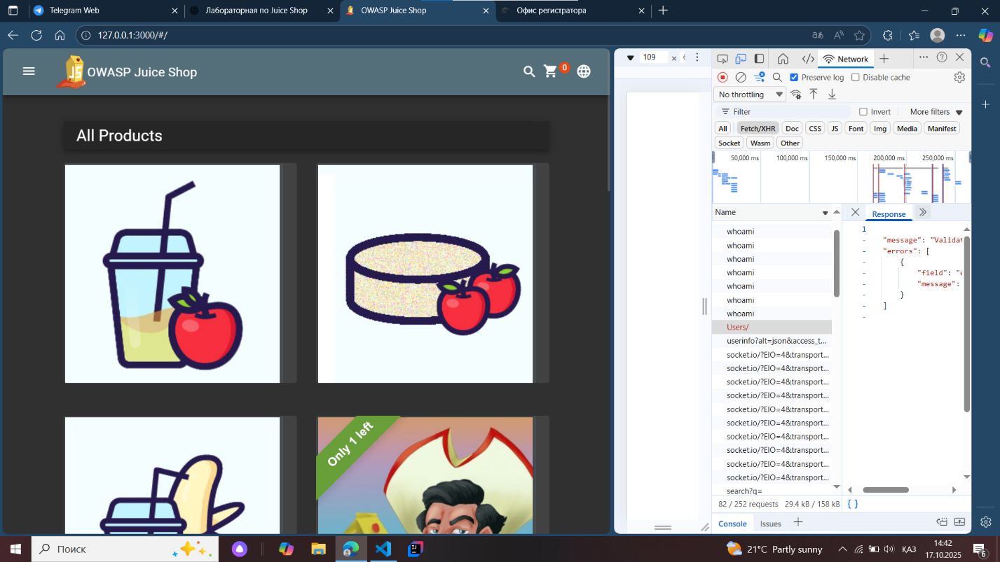 Telegram Web
Лабораторная по Juice Shop
OWASP Juice Shop
Офис регистратора
127.0.0.1:3000/#/
OWASP Juice Shop
0
109
Network
Preserve log
Disable cache
No throttling
Filter
Invert
More filters
All
Fetch/XHR
Doc
CSS
JS
Font
Img
Media
Manifest
Socket
Wasm
Other
50,000 ms
100,000 ms
150,000 ms
200,000 ms
250,000 ms
All Products
Only 1 left
Name
whoami
whoami
whoami
whoami
whoami
whoami
whoami
Users/
userinfo?alt=json&access_t...
socket.io/?EIO=4&transport...
socket.io/?EIO=4&transport...
socket.io/?EIO=4&transport...
socket.io/?EIO=4&transport...
socket.io/?EIO=4&transport...
socket.io/?EIO=4&transport...
socket.io/?EIO=4&transport...
socket.io/?EIO=4&transport...
socket.io/?EIO=4&transport...
socket.io/?EIO=4&transport...
search?q=
Response
1
"message": "Validat
"errors": [
{
"field": "e
"message":
}
]
82 / 252 requests
29.4 kB / 158 kB
{ }
Console
Issues
Поиск
21°C Partly sunny
ҚАЗ
14:42
17.10.2025
6